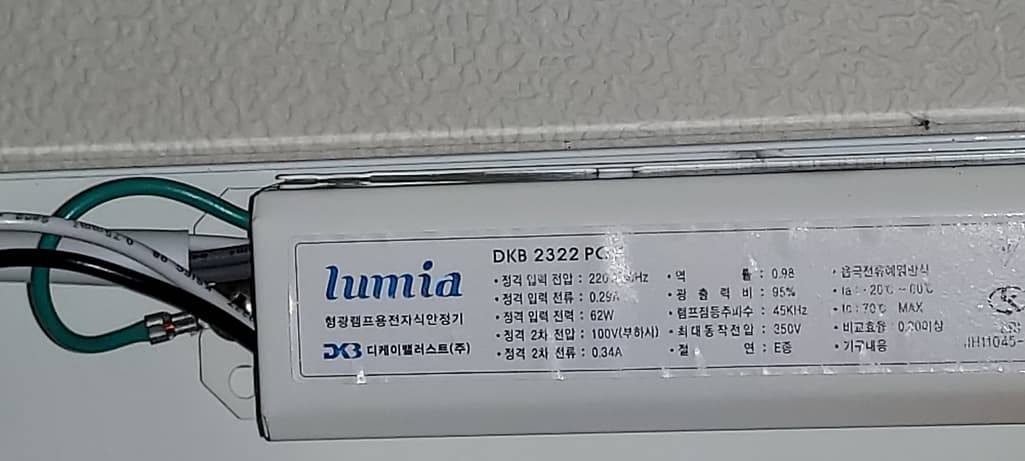 DKB 2322
lumia
형광램프용전자식안정기
DKB 디케이밸러스트(주)
• 정격 입력 전압 : 220
• 정격 입력 전류 : 0.29A
• 정격 입력 전력 : 62W
• 정격 2차 전압 : 100V(부하시)
• 정격 2차 전류 : 0.34A
• 역 률 : 0.98
• 광 출 력 비 : 95%
• 램프점등주파수 : 45KHz
• 최대동작전압 : 350V
• 절 연 : E종
• 음극전류예열방식
• ta : - 20℃ ~ 60℃
• tc : 70℃ MAX
• 비교효율 이상
• 기구내용
0.75mm²